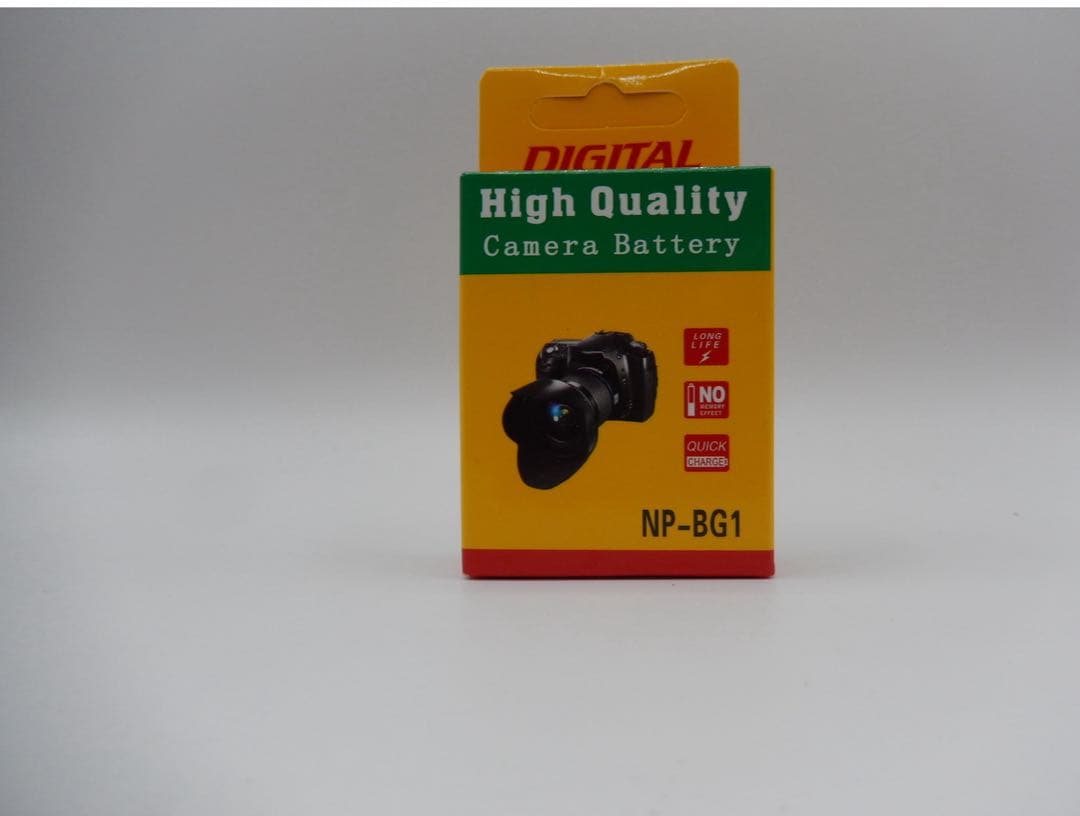 DIGITAL
High Quality
Camera Battery
LONG
LIFE
NO
MEMORY
EFFECT
QUICK
CHARGE
NP-BG1